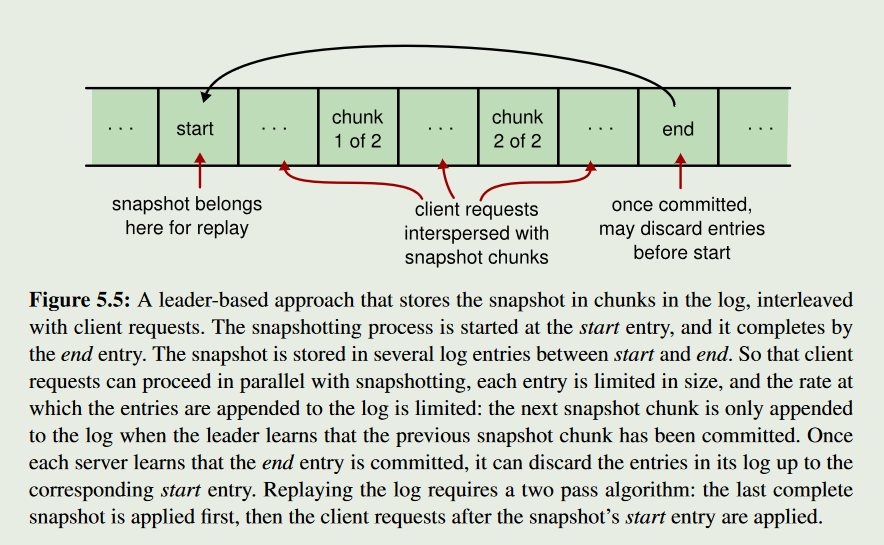 · · ·
start
· · ·
chunk
1 of 2
· · ·
chunk
2 of 2
· · ·
end
· · ·
snapshot belongs
here for replay
client requests
interspersed with
snapshot chunks
once committed,
may discard entries
before start
Figure 5.5: A leader-based approach that stores the snapshot in chunks in the log, interleaved
with client requests. The snapshotting process is started at the start entry, and it completes by
the end entry. The snapshot is stored in several log entries between start and end. So that client
requests can proceed in parallel with snapshotting, each entry is limited in size, and the rate at
which the entries are appended to the log is limited: the next snapshot chunk is only appended
to the log when the leader learns that the previous snapshot chunk has been committed. Once
each server learns that the end entry is committed, it can discard the entries in its log up to the
corresponding start entry. Replaying the log requires a two pass algorithm: the last complete
snapshot is applied first, then the client requests after the snapshot’s start entry are applied.